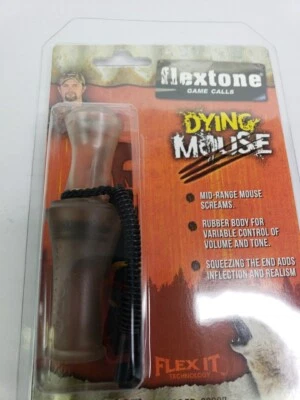 flextone
GAME CALLS
DYING
MOUSE
MID-RANGE MOUSE
SCREAMS.
RUBBER BODY FOR
VARIABLE CONTROL OF
VOLUME AND TONE.
SQUEEZING THE END ADDS
INFLECTION AND REALISM
FLEX IT
TECHNOLOGY